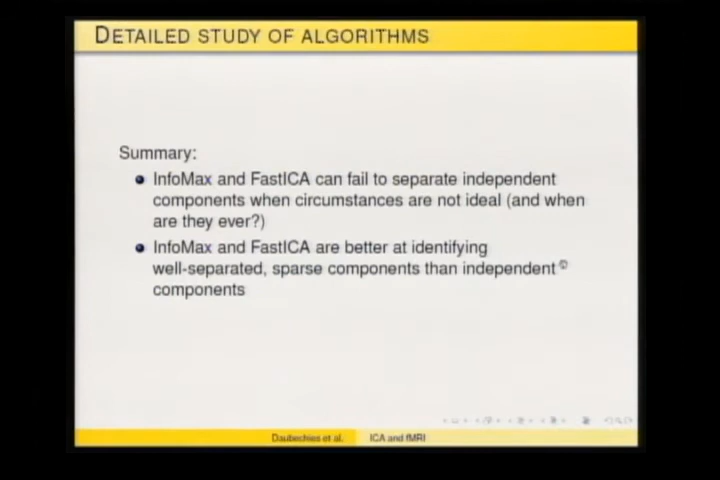 DETAILED STUDY OF ALGORITHMS
Summary:
InfoMax and FastICA can fail to separate independent
components when circumstances are not ideal (and when
are they ever?)
InfoMax and FastICA are better at identifying
well-separated, sparse components than independent
components
Daubechies et al. ICA and fMRI